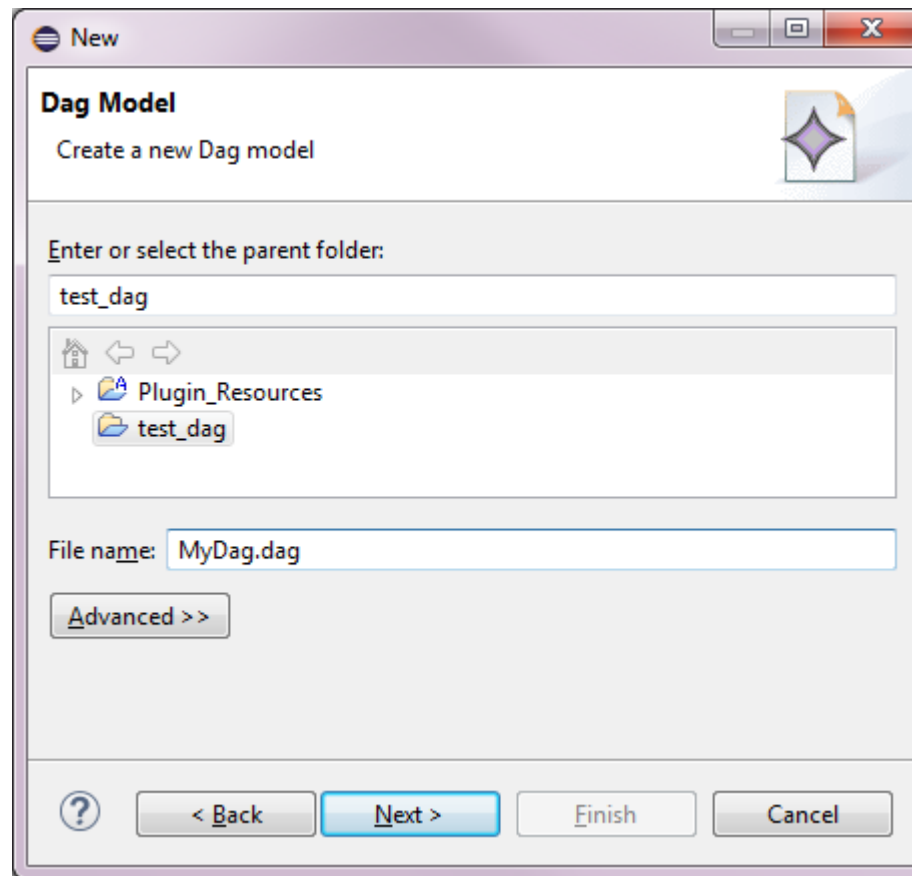 New
Dag Model
Create a new Dag model
Enter or select the parent folder:
test_dag
Plugin_Resources
test_dag
File name: MyDag.dag
Advanced >>
? < Back Next > Finish Cancel